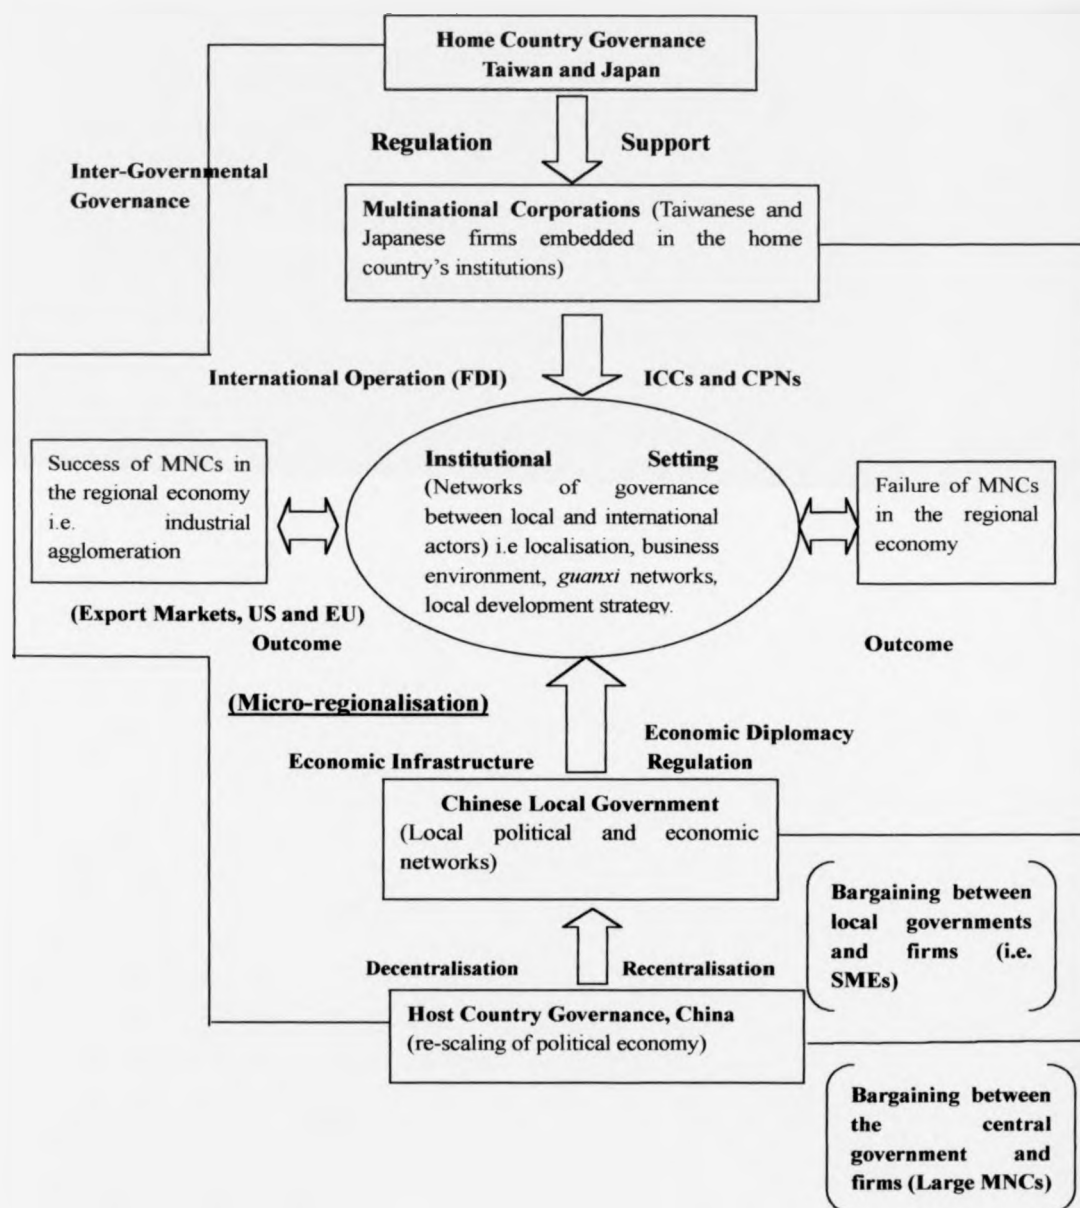 Home Country Governance
Taiwan and Japan
Regulation Support
Inter-Governmental
Governance
Multinational Corporations (Taiwanese and
Japanese firms embedded in the home
country's institutions)
International Operation (FDI) ICCs and CPNs
Success of MNCs in
the regional economy
i.e. industrial
agglomeration
Institutional Setting
(Networks of governance
between local and international
actors) i.e localisation, business
environment, guanxi networks,
local development strategy.
Failure of MNCs
in the regional
economy
(Export Markets, US and EU)
Outcome
Outcome
(Micro-regionalisation)
Economic Infrastructure
Economic Diplomacy
Regulation
Chinese Local Government
(Local political and economic
networks)
Bargaining between
local governments
and firms (i.e.
SMEs)
Decentralisation Recentralisation
Host Country Governance, China
(re-scaling of political economy)
Bargaining between
the central
government and
firms (Large MNCs)